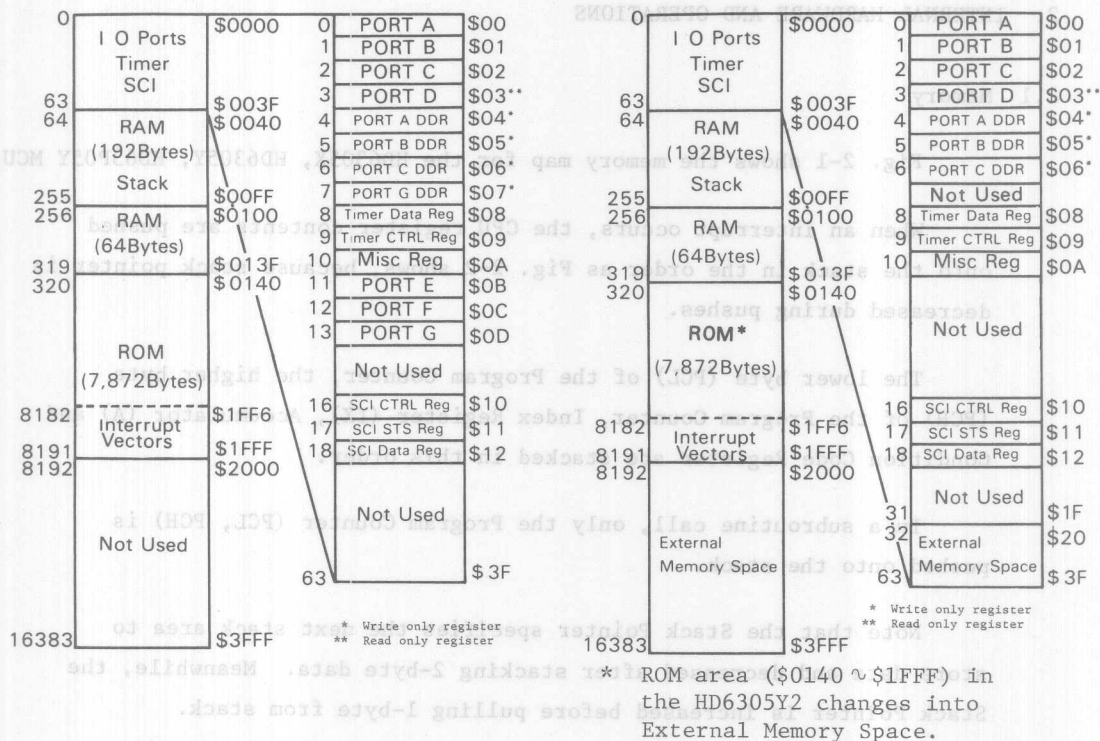 0 I O Ports $0000
Timer
SCI
63 $003F
64 $0040
RAM
(192Bytes)
Stack
255 $00FF
256 $0100
RAM
(64Bytes)
319 $013F
320 $0140
ROM
(7,872Bytes)
8182 $1FF6
Interrupt
Vectors
8191 $1FFF
8192 $2000
Not Used
16383 $3FFF
0 PORT A $00
1 PORT B $01
2 PORT C $02
3 PORT D $03**
4 PORT A DDR $04*
5 PORT B DDR $05*
6 PORT C DDR $06*
7 PORT G DDR $07*
8 Timer Data Reg $08
9 Timer CTRL Reg $09
10 Misc Reg $0A
11 PORT E $0B
12 PORT F $0C
13 PORT G $0D
Not Used
16 SCI CTRL Reg $10
17 SCI STS Reg $11
18 SCI Data Reg $12
Not Used
63 $3F
* Write only register
** Read only register
0 I O Ports $0000
Timer
SCI
63 $003F
64 $0040
RAM
(192Bytes)
Stack
255 $00FF
256 $0100
RAM
(64Bytes)
319 $013F
320 $0140
ROM*
(7,872Bytes)
8182 $1FF6
Interrupt
Vectors
8191 $1FFF
8192 $2000
External
Memory Space
16383 $3FFF
0 PORT A $00
1 PORT B $01
2 PORT C $02
3 PORT D $03**
4 PORT A DDR $04*
5 PORT B DDR $05*
6 PORT C DDR $06*
Not Used
8 Timer Data Reg $08
9 Timer CTRL Reg $09
10 Misc Reg $0A
Not Used
16 SCI CTRL Reg $10
17 SCI STS Reg $11
18 SCI Data Reg $12
Not Used
31 $1F
32 External $20
Memory Space
63 $3F
* Write only register
** Read only register
* ROM area ($0140 ~ $1FFF) in
the HD6305Y2 changes into
External Memory Space.